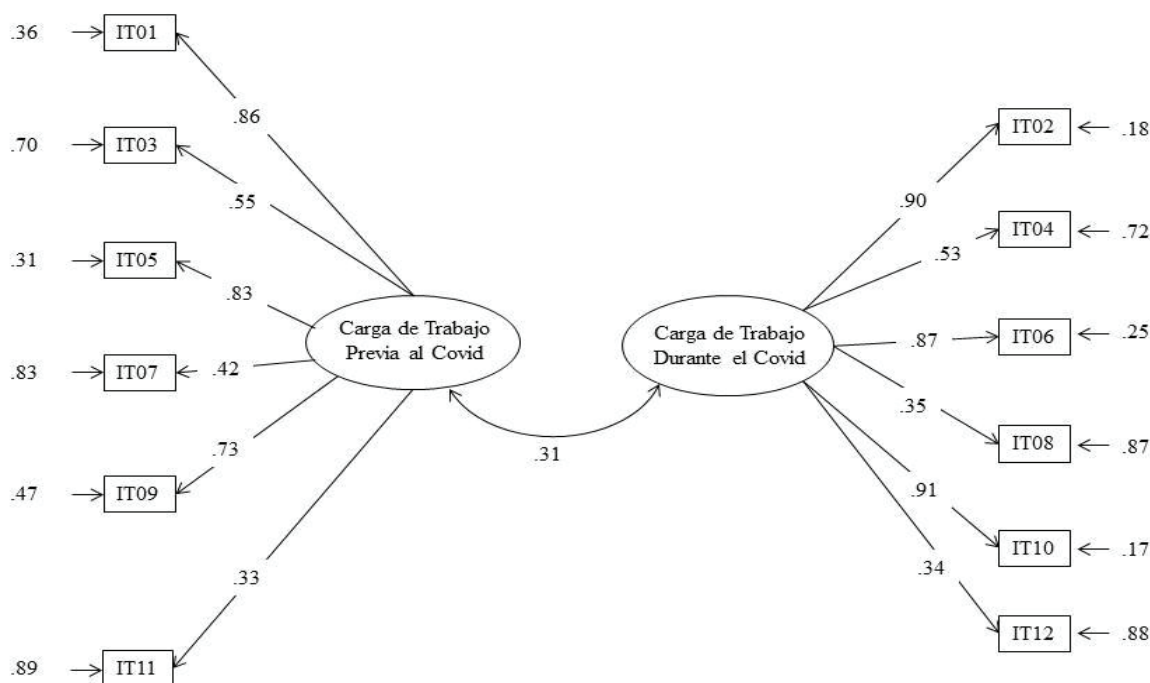 .36
IT01
.86
.70
IT03
.55
.31
IT05
.83
.83
IT07
.42
.47
IT09
.73
.89
IT11
.33
Carga de Trabajo
Previa al Covid
.31
Carga de Trabajo
Durante el Covid
.90
IT02
.18
.53
IT04
.72
.87
IT06
.25
.35
IT08
.87
.91
IT10
.17
.34
IT12
.88